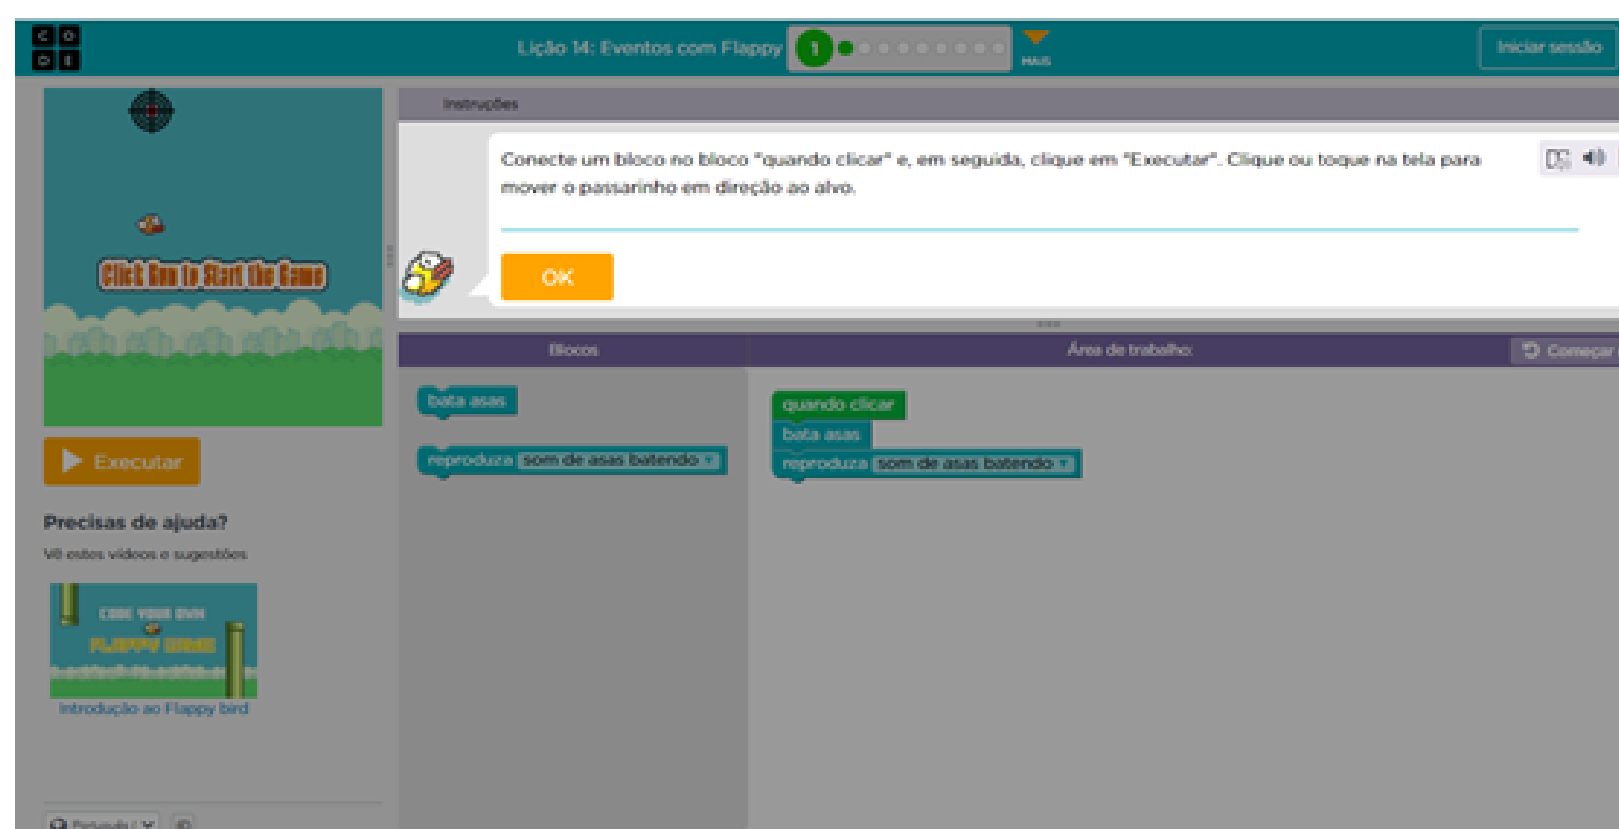 C O
D E
Lição 14: Eventos com Flappy
1
MAIS
Iniciar sessão
Instruções
Conecte um bloco no bloco "quando clicar" e, em seguida, clique em "Executar". Clique ou toque na tela para
mover o passarinho em direção ao alvo.
OK
Click Run to Start the Game
Blocos
Área de trabalho:
Começar
bata asas
reproduza som de asas batendo
quando clicar
bata asas
reproduza som de asas batendo
Executar
Precisas de ajuda?
Vê estes vídeos e sugestões
CODE YOUR OWN
FLAPPY GAME
Introdução ao Flappy bird